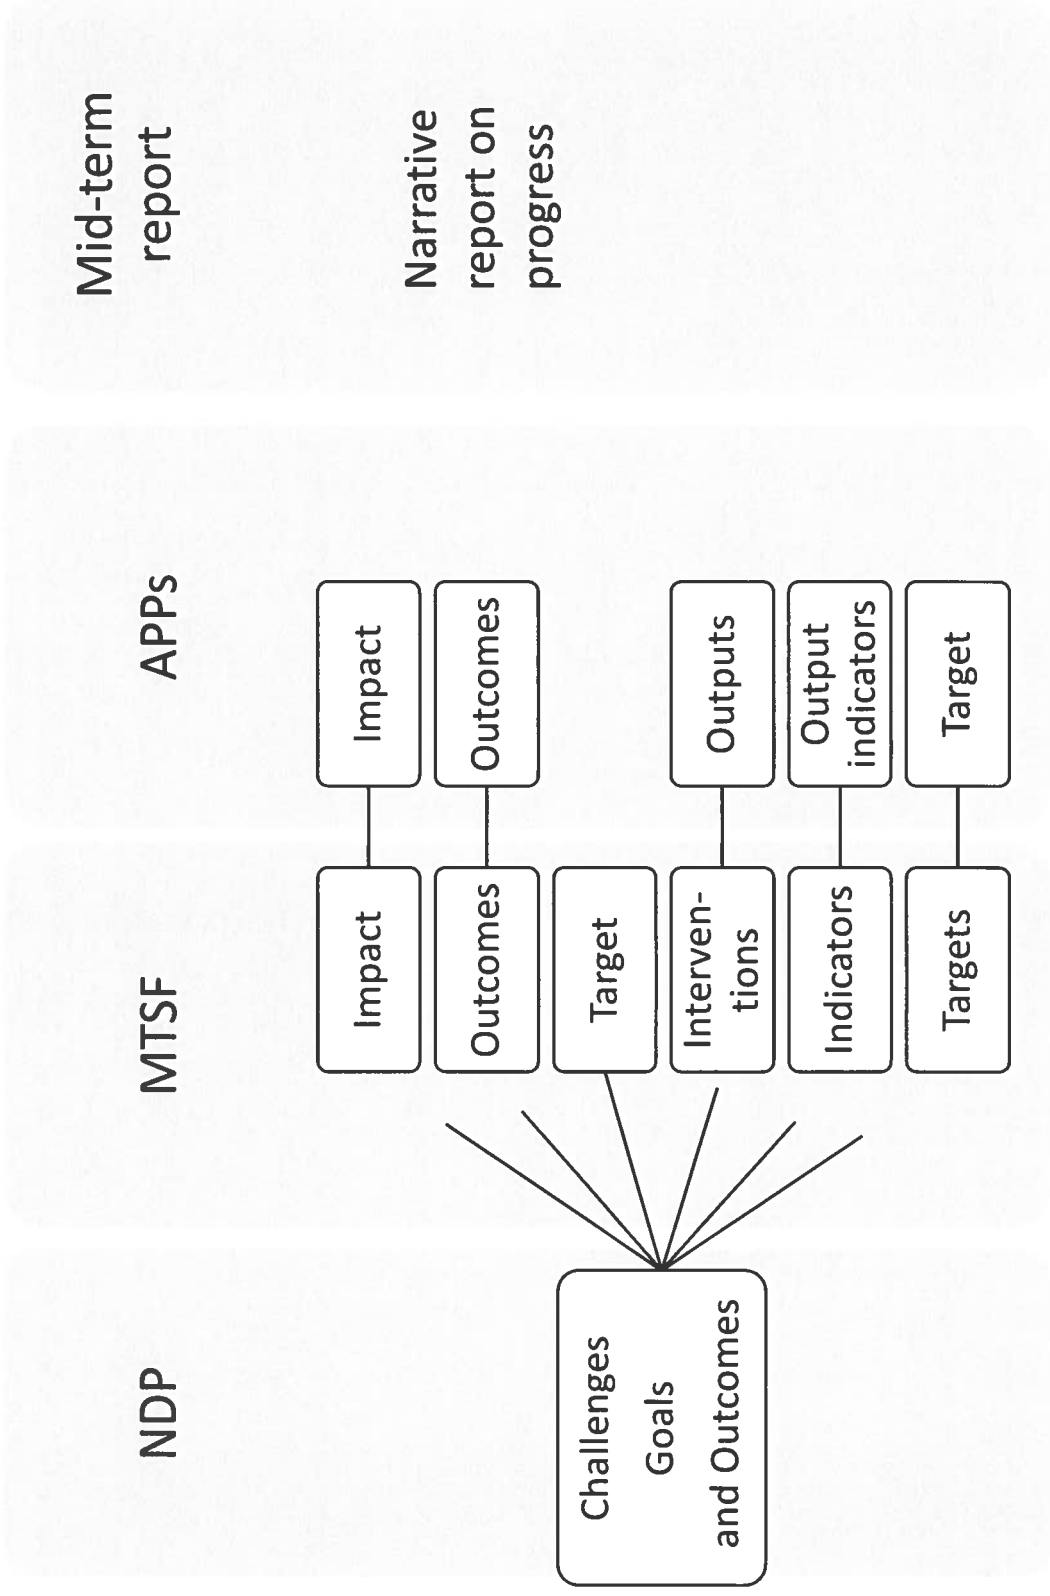 NDP
Challenges
Goals
and Outcomes
MTSF
Impact
Outcomes
Target
Interven-
tions
Indicators
Targets
APPs
Impact
Outcomes
Outputs
Output
indicators
Target
Mid-term
report
Narrative
report on
progress